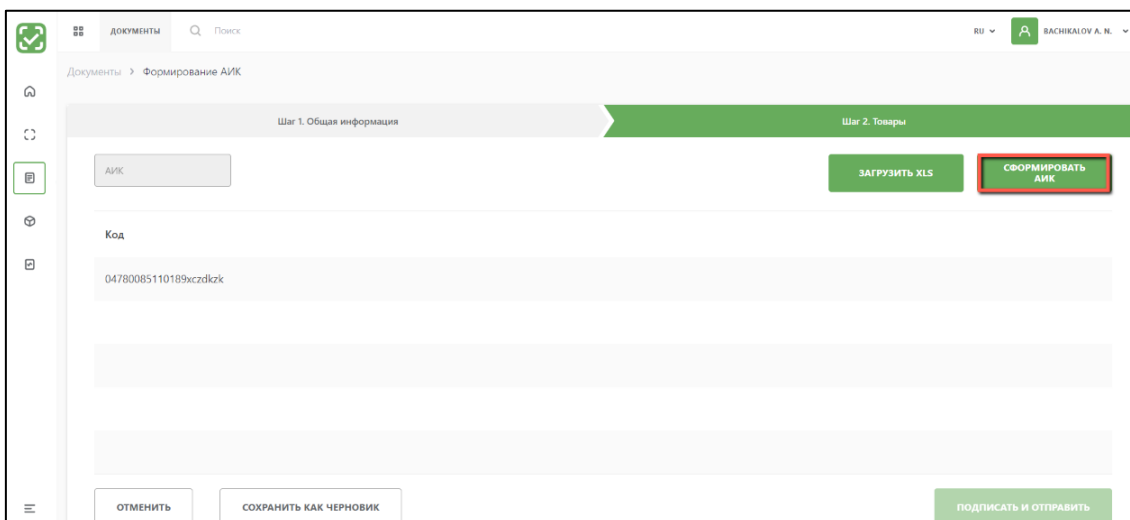 ДОКУМЕНТЫ
Поиск
RU
BACHIKALOV A. N.
Документы > Формирование АИК
Шаг 1. Общая информация
Шаг 2. Товары
АИК
ЗАГРУЗИТЬ XLS
СФОРМИРОВАТЬ
АИК
Код
04780085110189xczdkzk
ОТМЕНИТЬ
СОХРАНИТЬ КАК ЧЕРНОВИК
ПОДПИСАТЬ И ОТПРАВИТЬ